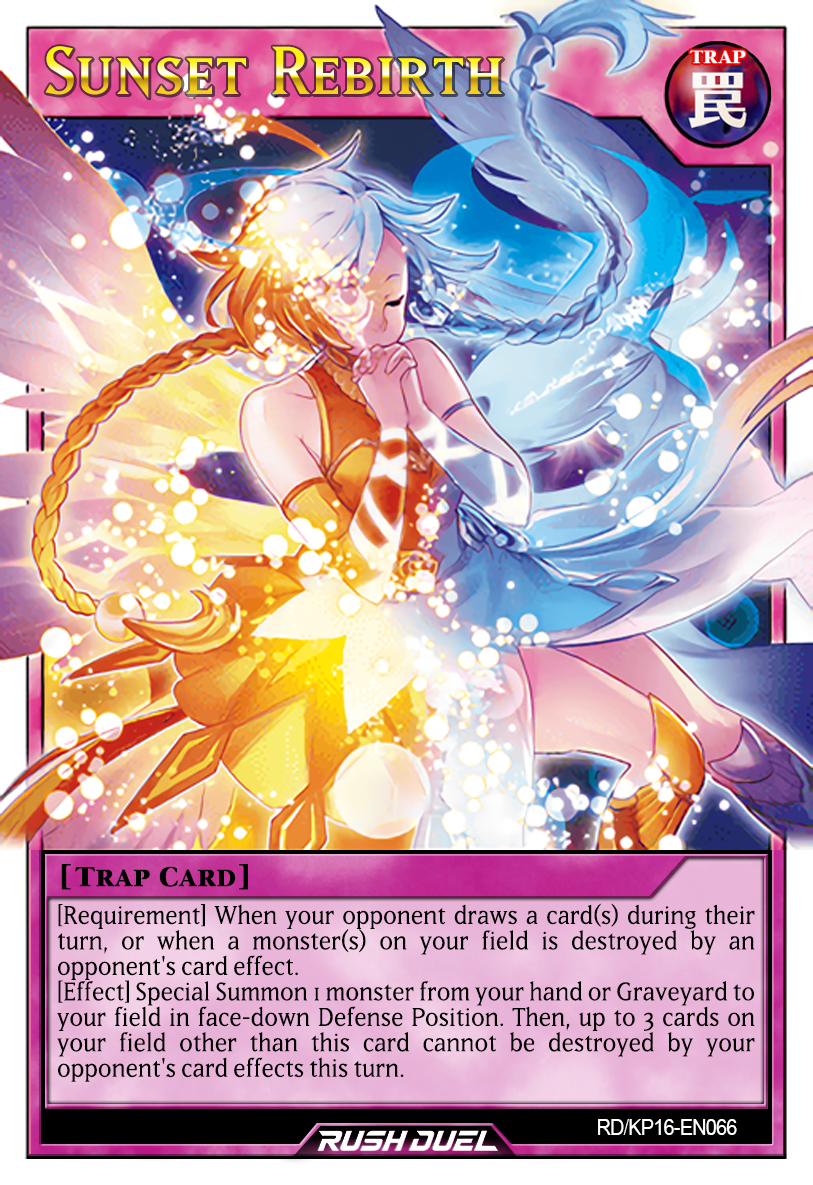 Sunset Rebirth
TRAP
罠
[Trap Card]
[Requirement] When your opponent draws a card(s) during their
turn, or when a monster(s) on your field is destroyed by an
opponent's card effect.
[Effect] Special Summon 1 monster from your hand or Graveyard to
your field in face-down Defense Position. Then, up to 3 cards on
your field other than this card cannot be destroyed by your
opponent's card effects this turn.
RD/KP16-EN066
RUSH DUEL